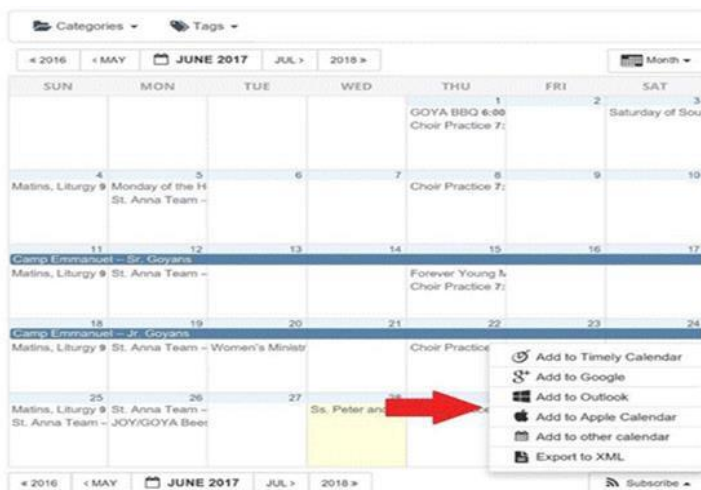 Categories Tags
« 2016 ‹ MAY JUNE 2017 JUL › 2018 » Month
SUN MON TUE WED THU FRI SAT
1 2 3
GOYA BBQ 6:00 Saturday of Sou
Choir Practice 7:
4 5 6 7 8 9 10
Matins, Liturgy 9 Monday of the H Choir Practice 7:
St. Anna Team –
11 12 13 14 15 16 17
Camp Emmanuel – Sr. Goyans
Matins, Liturgy 9 St. Anna Team – Forever Young M
Choir Practice 7:
18 19 20 21 22 23 24
Camp Emmanuel – Jr. Goyans
Matins, Liturgy 9 St. Anna Team – Women's Ministr Choir Practice
Add to Timely Calendar
Add to Google
Add to Outlook
Add to Apple Calendar
Add to other calendar
Export to XML
25 26 27 28
Matins, Liturgy 9 St. Anna Team – Ss. Peter and
St. Anna Team – JOY/GOYA Bee
« 2016 ‹ MAY JUNE 2017 JUL › 2018 » Subscribe